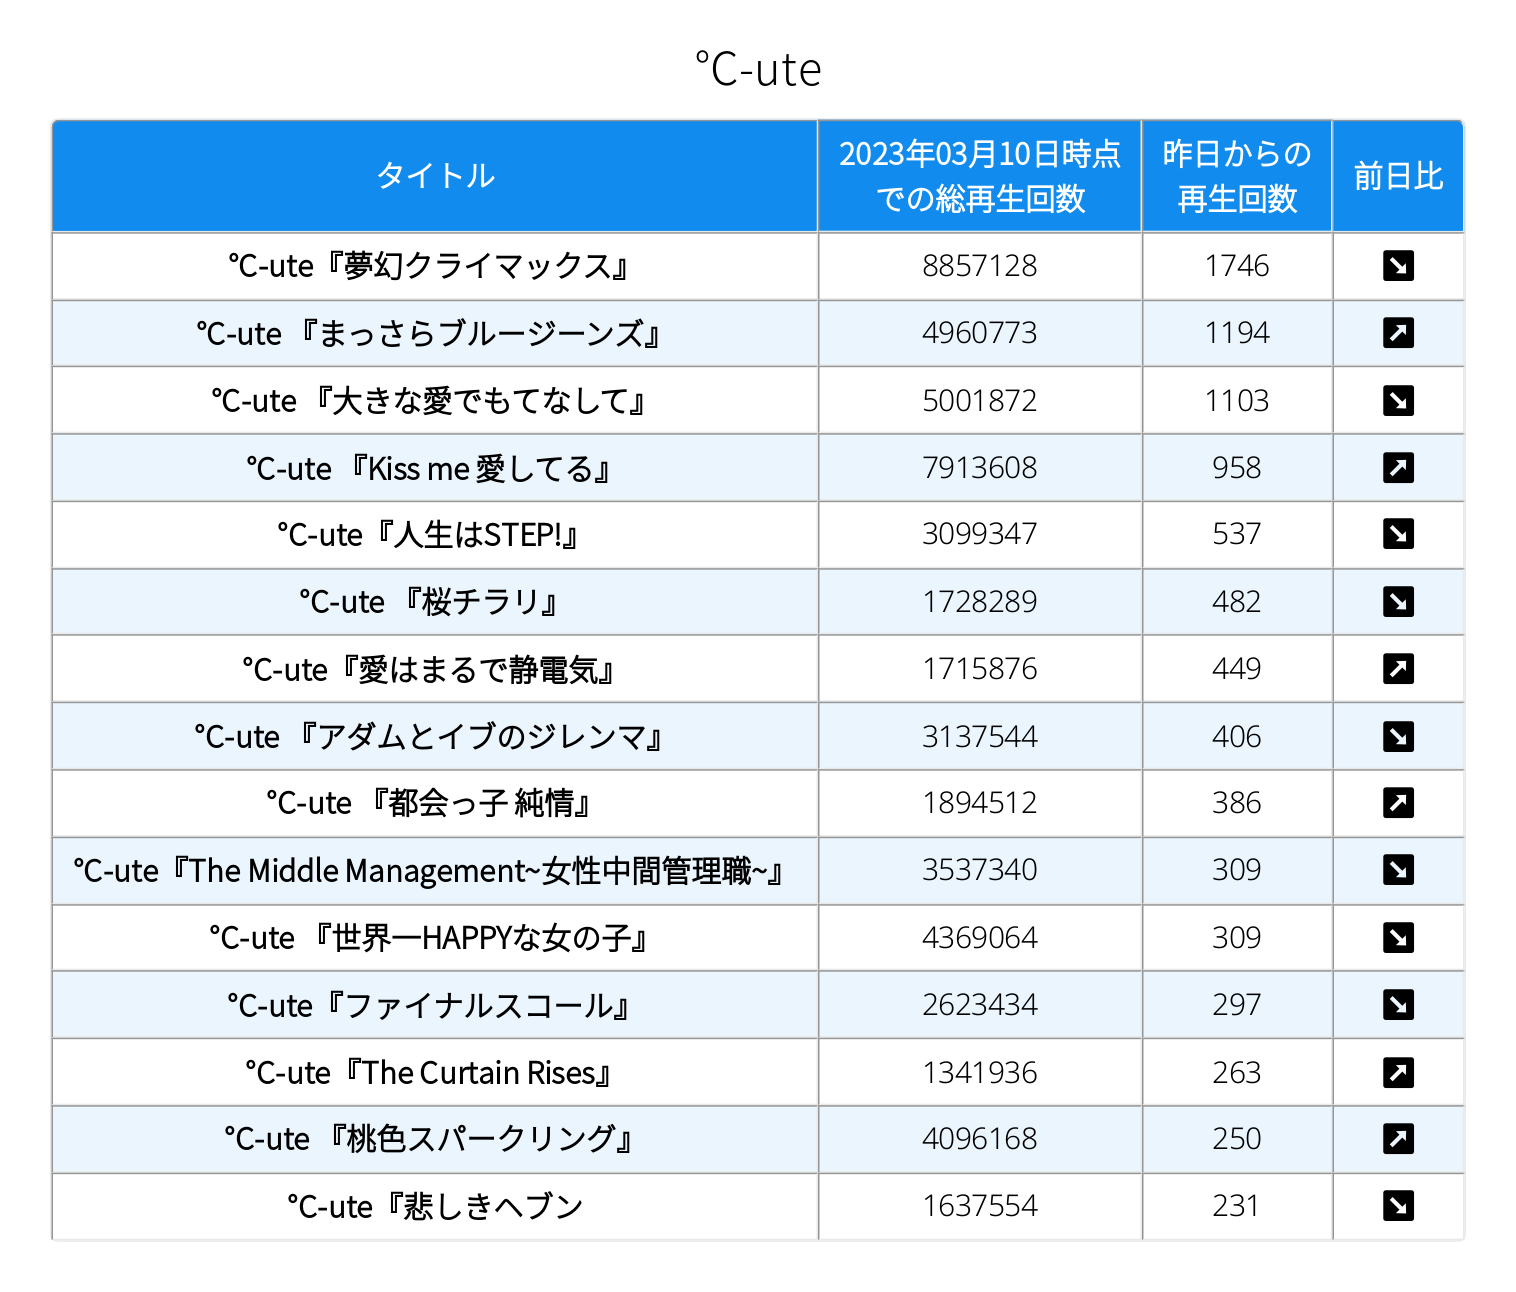 ℃-ute
タイトル
2023年03月10日時点
での総再生回数
昨日からの
再生回数
前日比
℃-ute『夢幻クライマックス』 8857128 1746 ↘
℃-ute 『まっさらブルージーンズ』 4960773 1194 ↗
℃-ute 『大きな愛でもてなして』 5001872 1103 ↘
℃-ute 『Kiss me 愛してる』 7913608 958 ↗
℃-ute『人生はSTEP!』 3099347 537 ↘
℃-ute 『桜チラリ』 1728289 482 ↘
℃-ute『愛はまるで静電気』 1715876 449 ↗
℃-ute 『アダムとイブのジレンマ』 3137544 406 ↘
℃-ute 『都会っ子 純情』 1894512 386 ↗
℃-ute『The Middle Management~女性中間管理職~』 3537340 309 ↘
℃-ute 『世界一HAPPYな女の子』 4369064 309 ↘
℃-ute『ファイナルスコール』 2623434 297 ↘
℃-ute『The Curtain Rises』 1341936 263 ↗
℃-ute 『桃色スパークリング』 4096168 250 ↗
℃-ute『悲しきヘブン 1637554 231 ↘